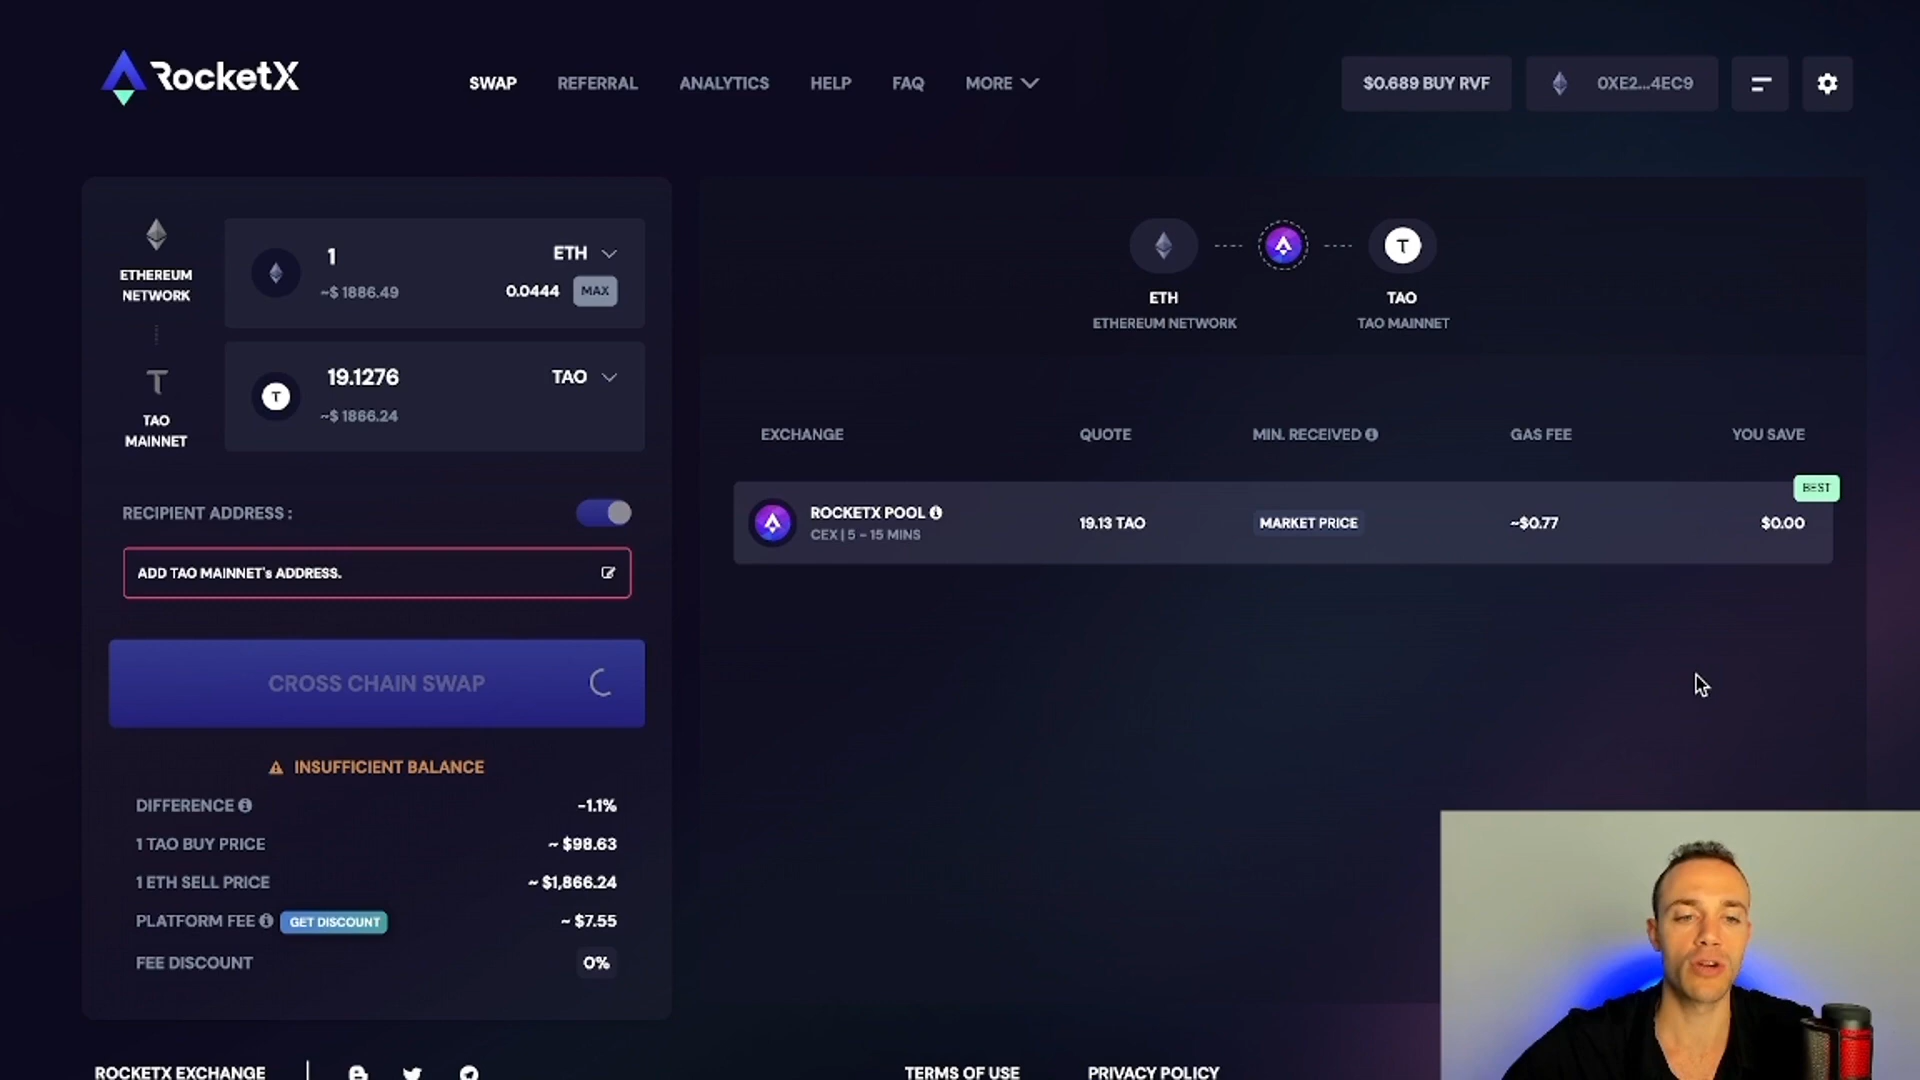 RocketX
SWAP
REFERRAL
ANALYTICS
HELP
FAQ
MORE
$0.689 BUY RVF
0XE2...4EC9
ETHEREUM
NETWORK
1
ETH
~$ 1886.49
0.0444
MAX
TAO
MAINNET
19.1276
TAO
~$ 1866.24
T
RECIPIENT ADDRESS :
ADD TAO MAINNET's ADDRESS.
CROSS CHAIN SWAP
INSUFFICIENT BALANCE
DIFFERENCE
-1.1%
1 TAO BUY PRICE
~ $98.63
1 ETH SELL PRICE
~ $1,866.24
PLATFORM FEE
GET DISCOUNT
~ $7.55
FEE DISCOUNT
0%
T
ETH
TAO
ETHEREUM NETWORK
TAO MAINNET
EXCHANGE
QUOTE
MIN. RECEIVED
GAS FEE
YOU SAVE
BEST
ROCKETX POOL
CEX | 5 - 15 MINS
19.13 TAO
MARKET PRICE
~$0.77
$0.00
ROCKETX EXCHANGE
TERMS OF USE
PRIVACY POLICY